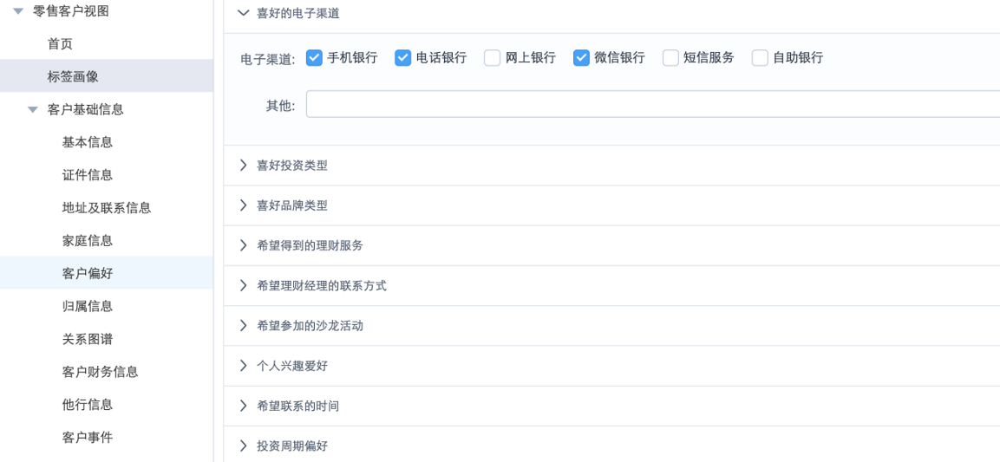 零售客户视图
首页
标签画像
客户基础信息
基本信息
证件信息
地址及联系信息
家庭信息
客户偏好
归属信息
关系图谱
客户财务信息
他行信息
客户事件
喜好的电子渠道
电子渠道: 手机银行 电话银行 网上银行 微信银行 短信服务 自助银行
其他:
喜好投资类型
喜好品牌类型
希望得到的理财服务
希望理财经理的联系方式
希望参加的沙龙活动
个人兴趣爱好
希望联系的时间
投资周期偏好